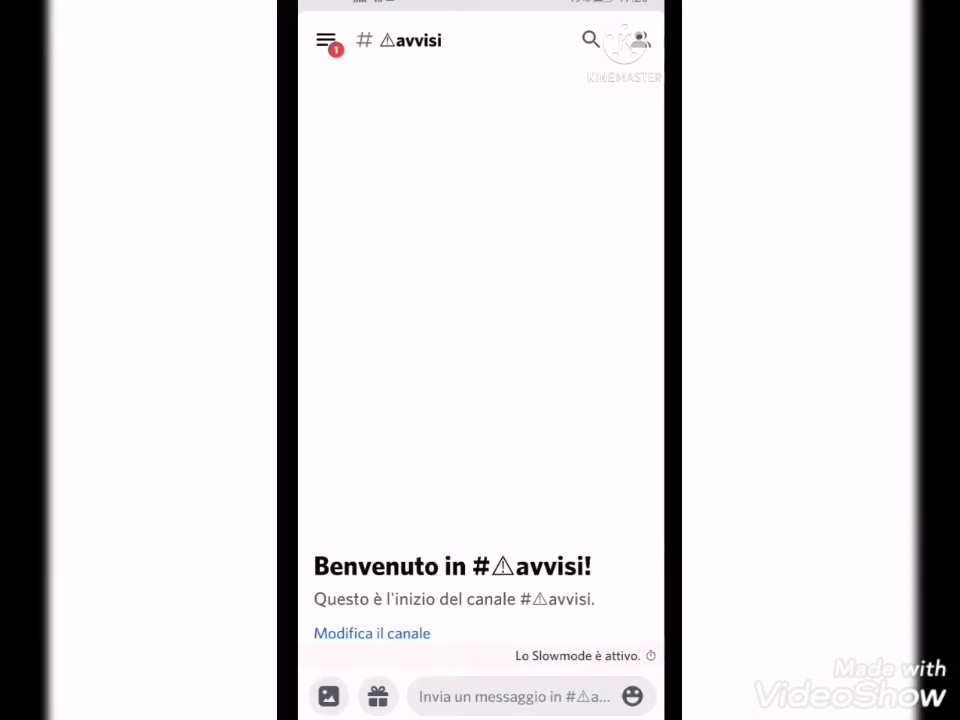 1
# ⚠avvisi
KINEMASTER
Benvenuto in #⚠avvisi!
Questo è l'inizio del canale #⚠avvisi.
Modifica il canale
Lo Slowmode è attivo.
Invia un messaggio in #⚠a...
Made with
VideoShow